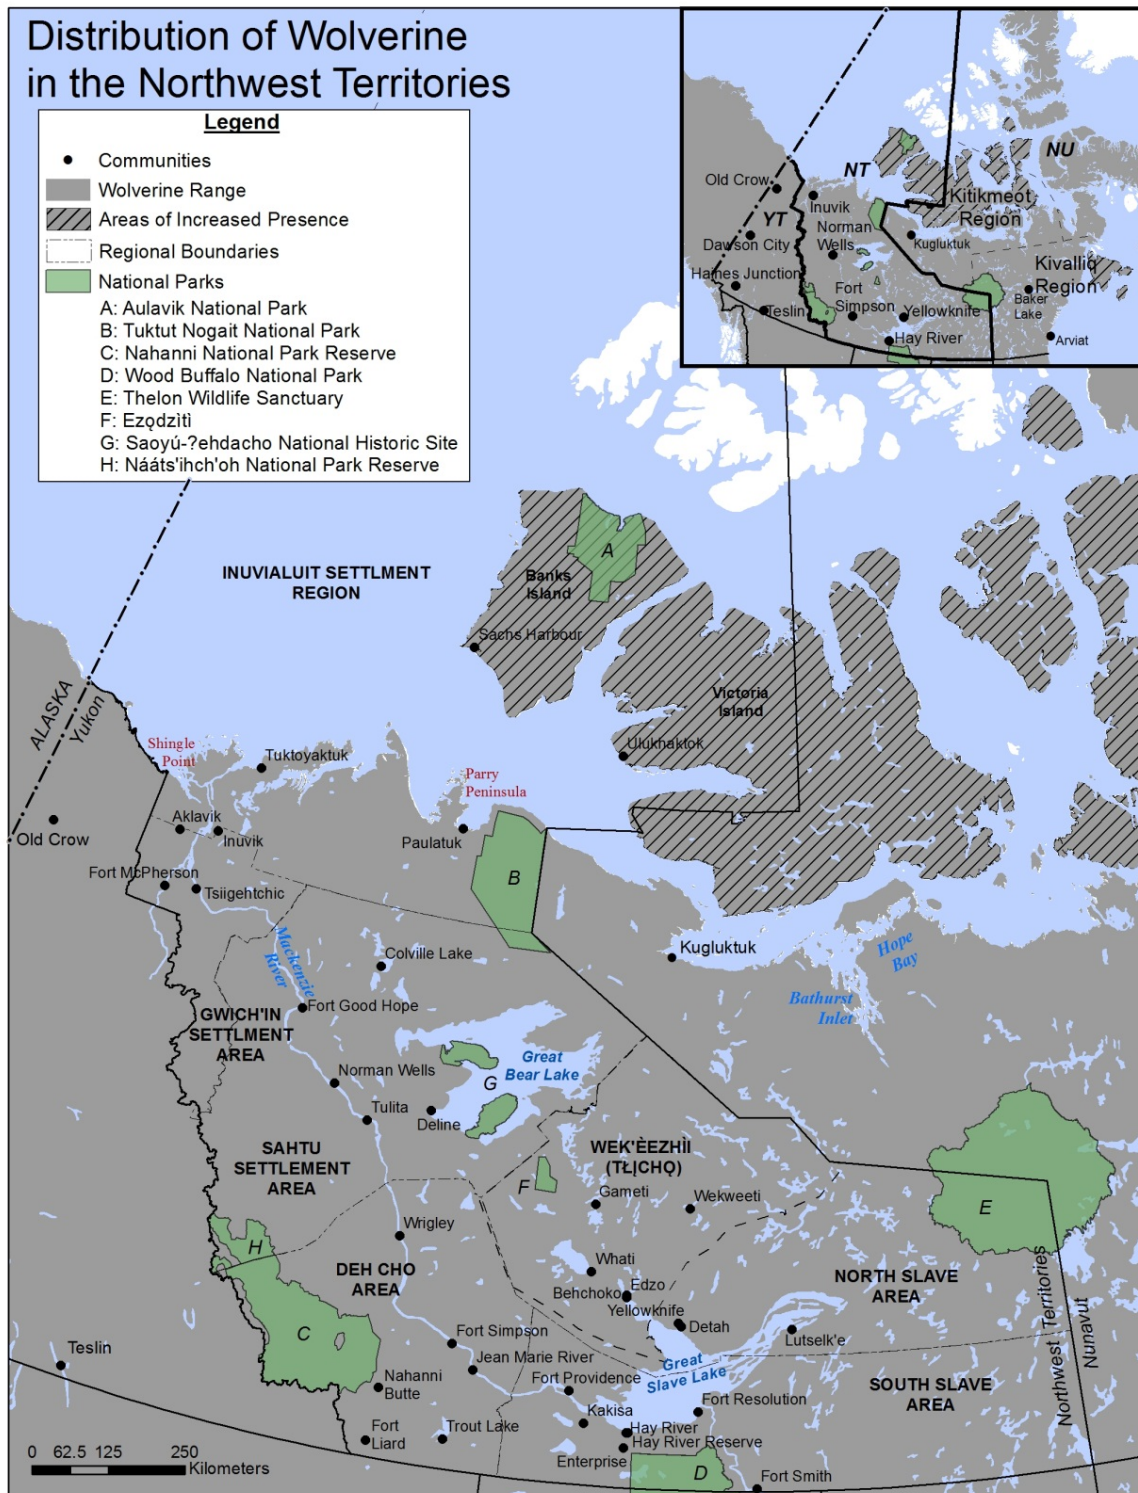 Distribution of Wolverine
in the Northwest Territories
Legend
Communities
Wolverine Range
Areas of Increased Presence
Regional Boundaries
National Parks
A: Aulavik National Park
B: Tuktut Nogait National Park
C: Nahanni National Park Reserve
D: Wood Buffalo National Park
E: Thelon Wildlife Sanctuary
F: Ezǫdzìtì
G: Saoyú-?ehdacho National Historic Site
H: Nááts'ihch'oh National Park Reserve
NU
NT
Old Crow
Kitikmeot
Region
Inuvik
YT
Norman
Wells
Kugluktuk
Dawson City
Kivalliq
Region
Haines Junction
Baker
Lake
Fort
Simpson
Teslin
Yellowknife
Hay River
Arviat
INUVIALUIT SETTLMENT
REGION
A
Banks
Island
Sachs Harbour
Victoria
Island
ALASKA
Yukon
Shingle
Point
Tuktoyaktuk
Ulukhaktok
Parry
Peninsula
Aklavik
Inuvik
Old Crow
Paulatuk
Fort McPherson
Tsiigehtchic
B
Mackenzie
River
Colville Lake
Kugluktuk
Hope
Bay
Bathurst
Inlet
Fort Good Hope
GWICH'IN
SETTLMENT
AREA
Great
Bear Lake
Norman Wells
G
Tulita
Deline
SAHTU
SETTLEMENT
AREA
WEK'ÈEZHÌI
(TŁĮCHǪ)
F
Gameti
Wekweeti
E
Wrigley
H
DEH CHO
AREA
Whati
Behchoko
Edzo
Yellowknife
Detah
NORTH SLAVE
AREA
Northwest Territories
Nunavut
C
Fort Simpson
Lutselk'e
Teslin
Jean Marie River
Great
Slave Lake
Nahanni
Butte
Fort Providence
SOUTH SLAVE
AREA
Fort Resolution
Kakisa
Fort
Liard
Trout Lake
Hay River
Hay River Reserve
Enterprise
D
Fort Smith
0 62.5 125 250
Kilometers